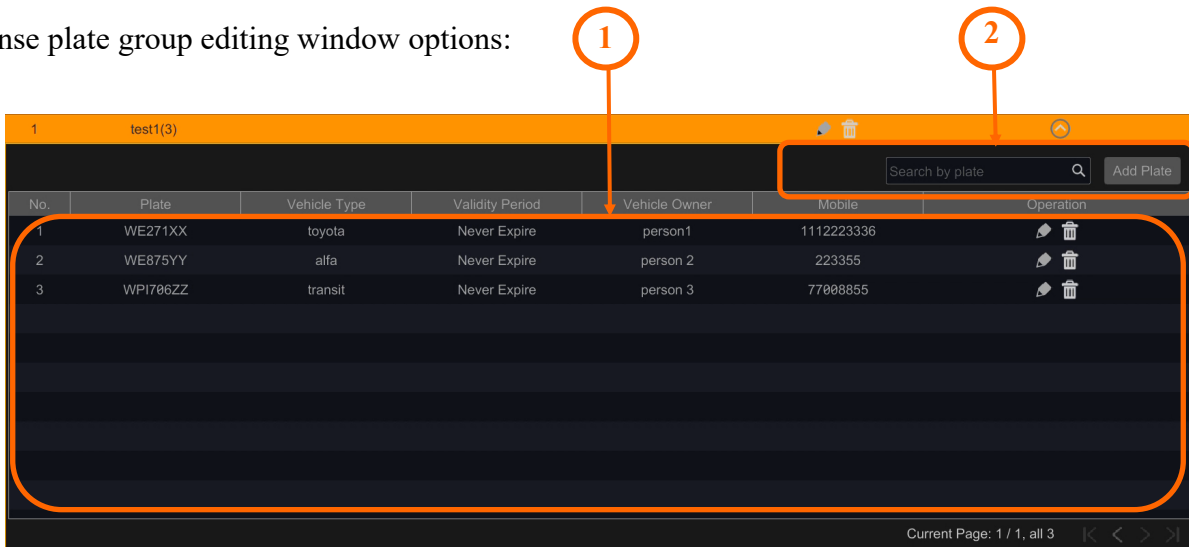 nse plate group editing window options:
1
2
1 test1(3)
Search by plate Add Plate
No. Plate Vehicle Type Validity Period Vehicle Owner Mobile Operation
1 WE271XX toyota Never Expire person1 1112223336
2 WE875YY alfa Never Expire person 2 223355
3 WPI706ZZ transit Never Expire person 3 77008855
Current Page: 1 / 1, all 3